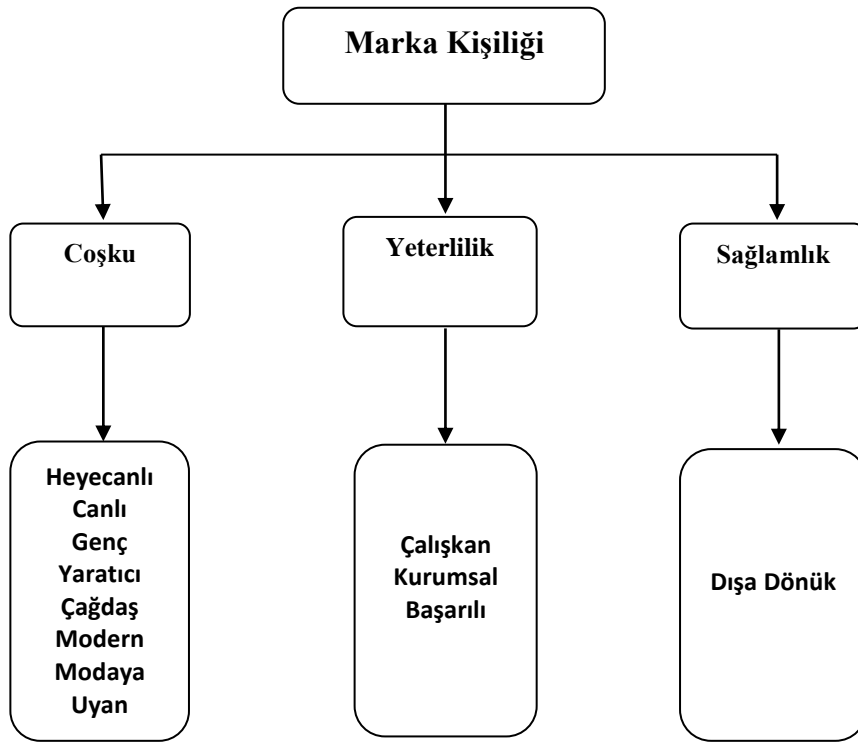 Marka Kişiliği
Coşku
Yeterlilik
Sağlamlık
Heyecanlı
Canlı
Genç
Yaratıcı
Çağdaş
Modern
Modaya
Uyan
Çalışkan
Kurumsal
Başarılı
Dışa Dönük